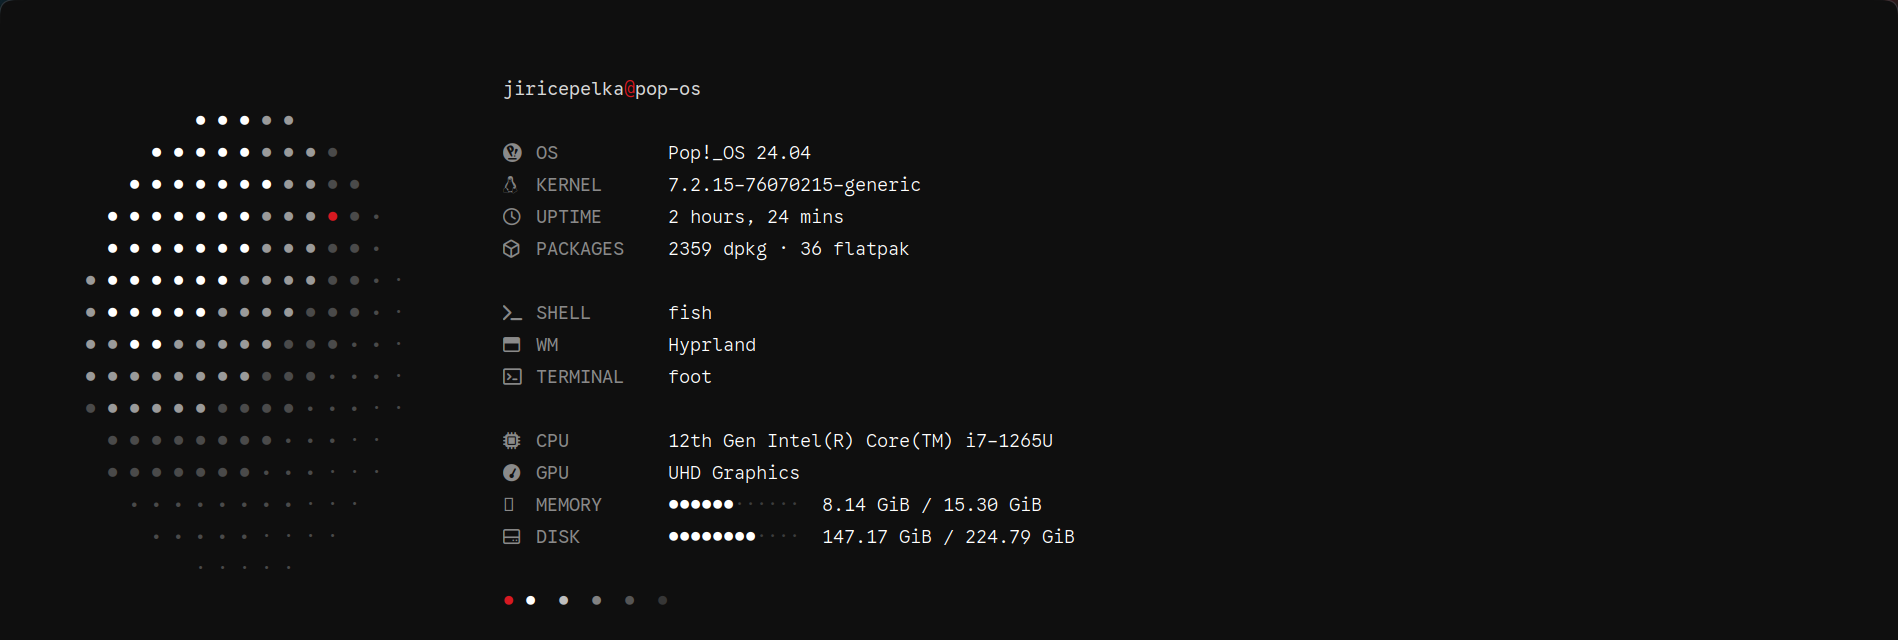 jiricepelka@pop-os
OS Pop!_OS 24.04
KERNEL 7.2.15-76070215-generic
UPTIME 2 hours, 24 mins
PACKAGES 2359 dpkg · 36 flatpak
SHELL fish
WM Hyprland
TERMINAL foot
CPU 12th Gen Intel(R) Core(TM) i7-1265U
GPU UHD Graphics
MEMORY 8.14 GiB / 15.30 GiB
DISK 147.17 GiB / 224.79 GiB